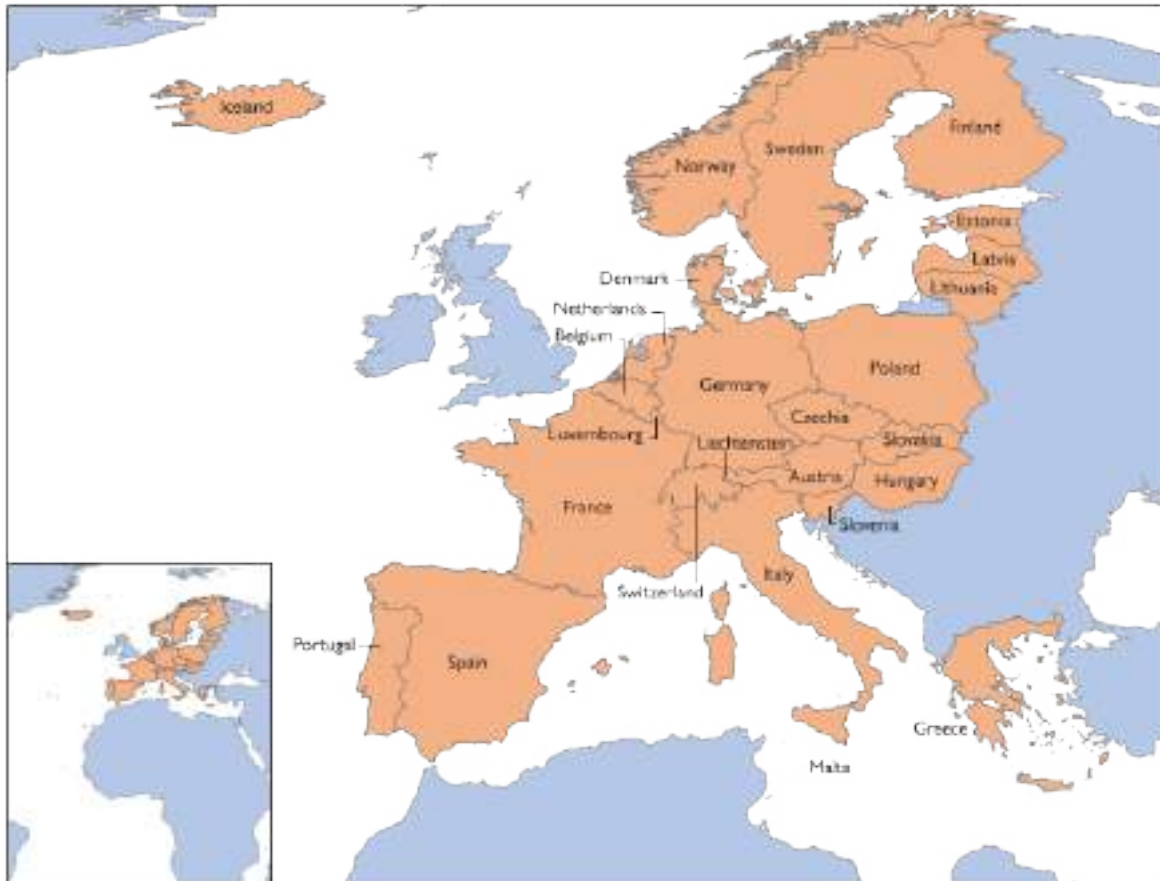 Iceland
Finland
Sweden
Norway
Estonia
Latvia
Denmark
Lithuania
Netherlands
Belgium
Poland
Germany
Czechia
Luxembourg
Liechtenstein
Slovakia
Austria
Hungary
France
Slovenia
Italy
Switzerland
Portugal
Spain
Greece
Malta